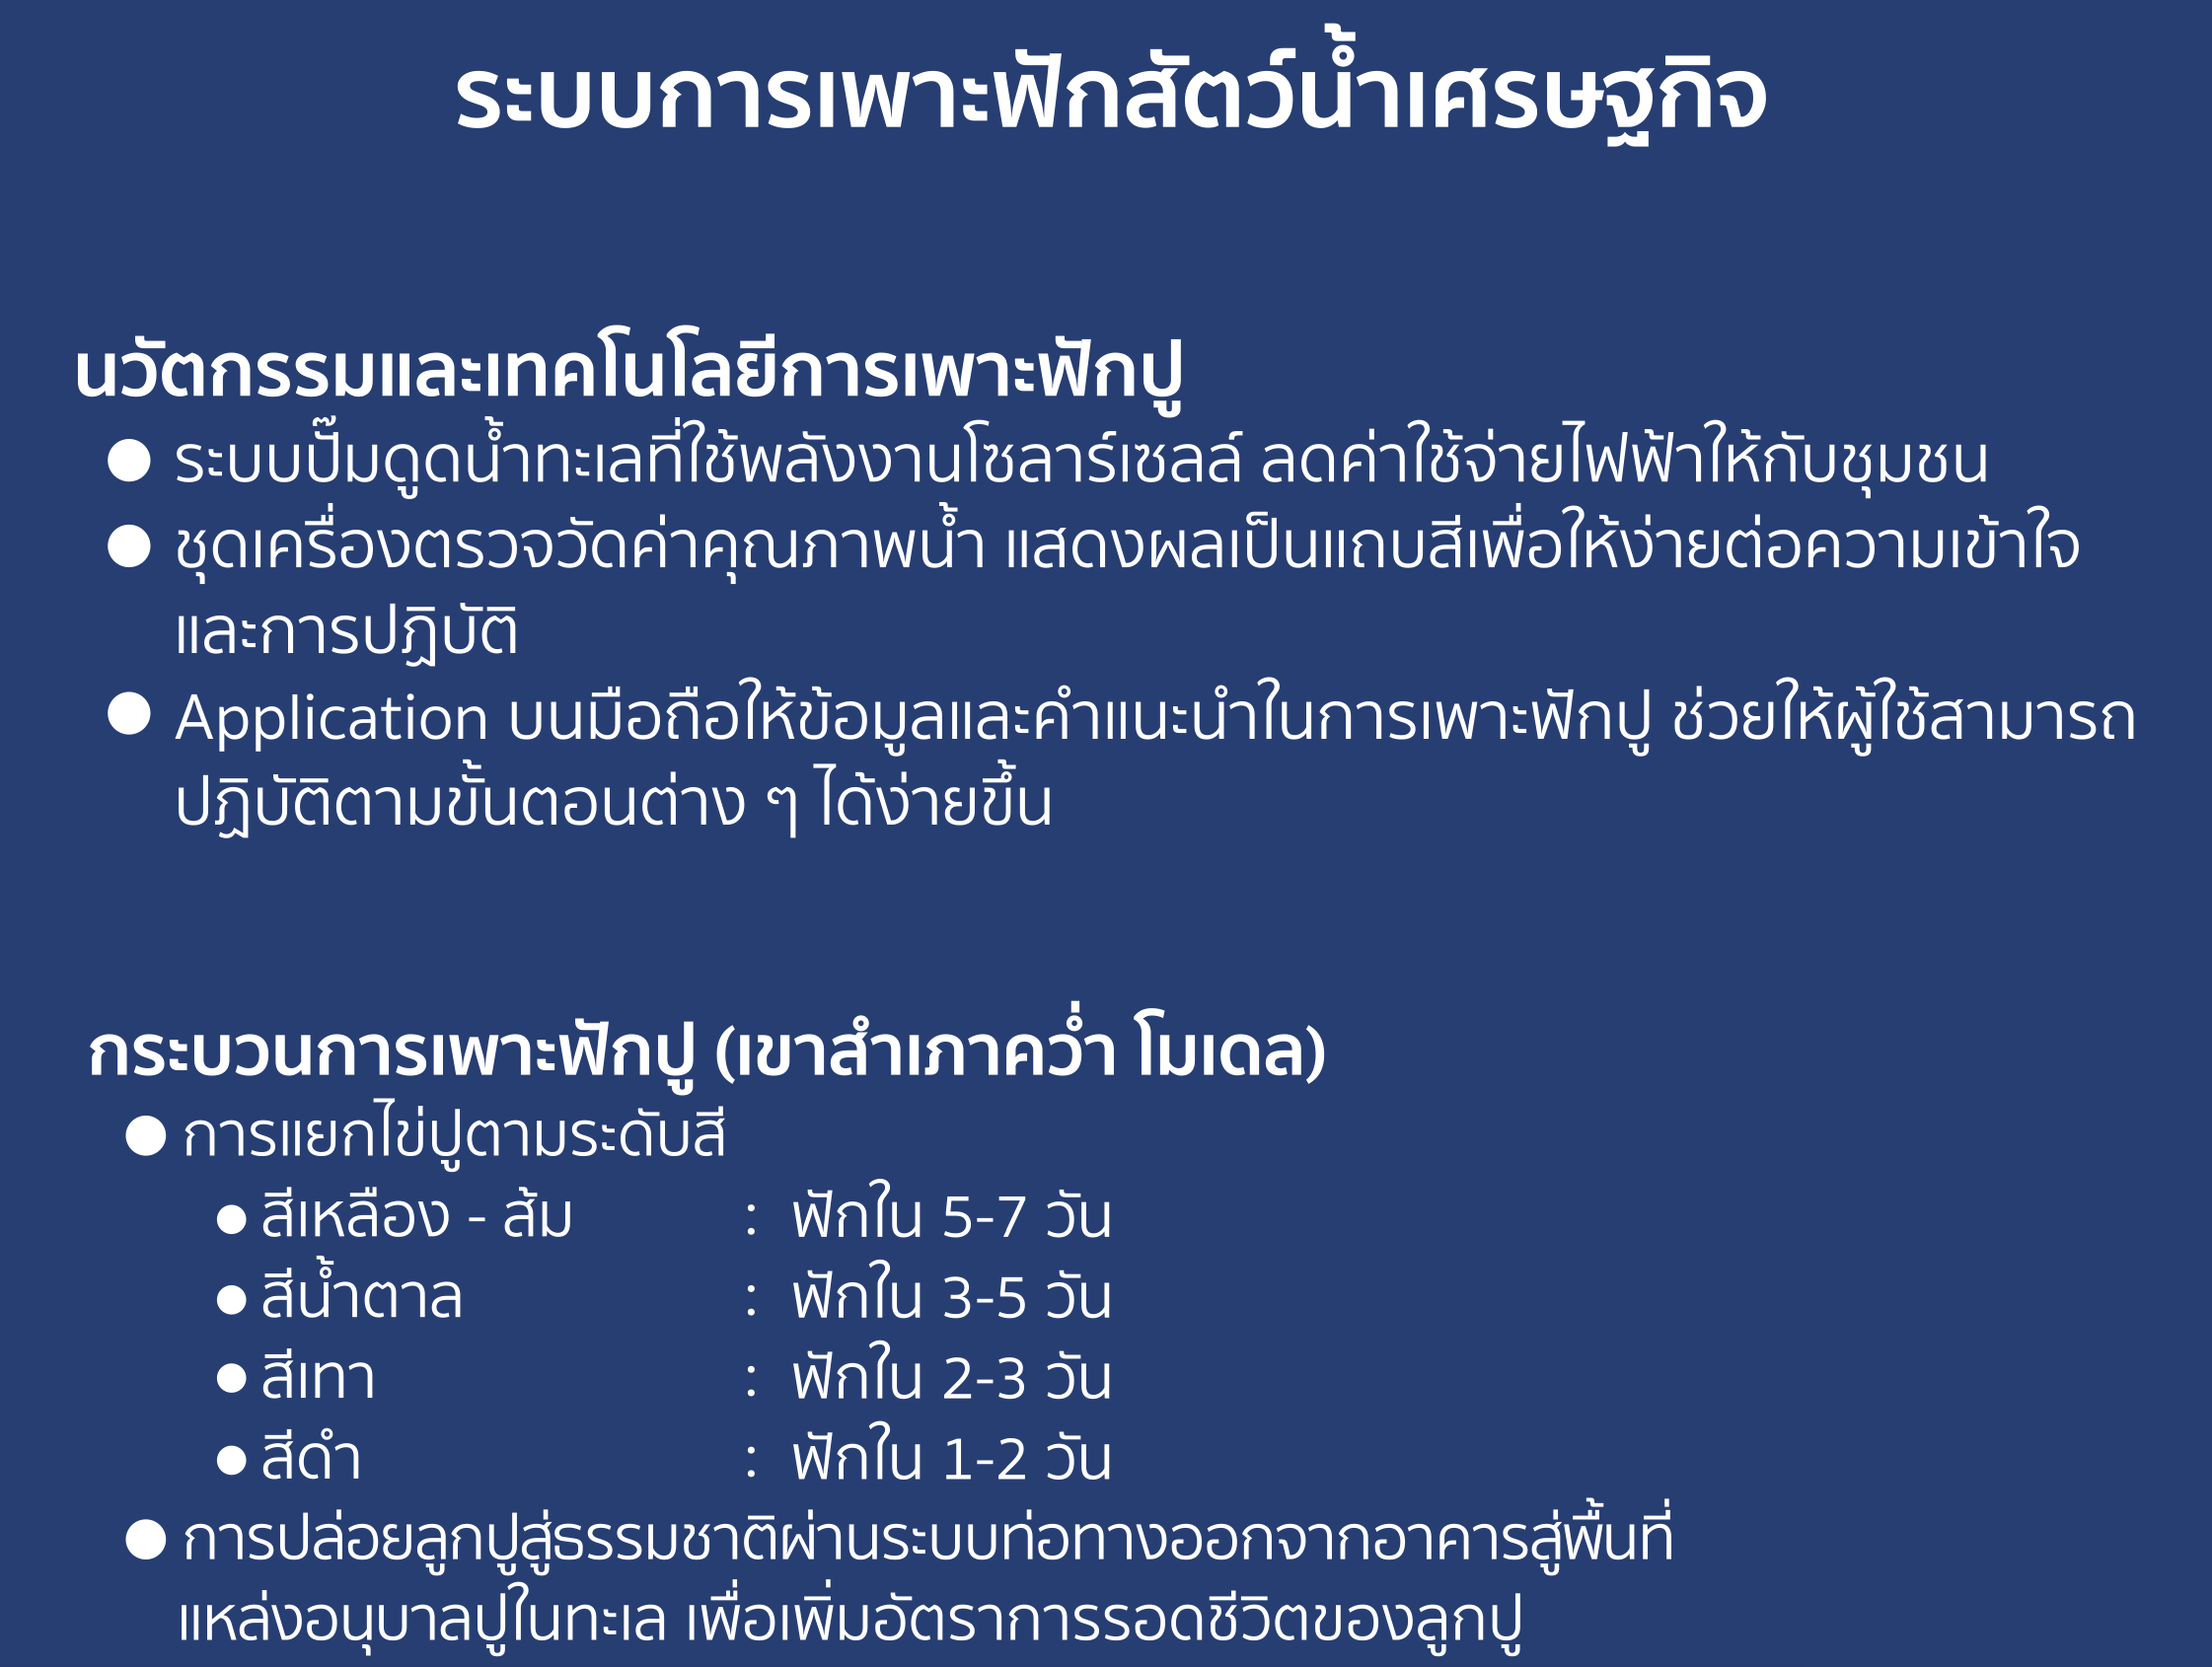 ระบบการเพาะฟักสัตว์น้ำเศรษฐกิจ
นวัตกรรมและเทคโนโลยีการเพาะฟักปู
● ระบบปั๊มดูดน้ำทะเลที่ใช้พลังงานโซลาร์เซลล์ ลดค่าใช้จ่ายไฟฟ้าให้กับชุมชน
● ชุดเครื่องตรวจวัดค่าคุณภาพน้ำ แสดงผลเป็นแถบสีเพื่อให้ง่ายต่อความเข้าใจ
และการปฏิบัติ
● Application บนมือถือให้ข้อมูลและคำแนะนำในการเพาะฟักปู ช่วยให้ผู้ใช้สามารถ
ปฏิบัติตามขั้นตอนต่าง ๆ ได้ง่ายขึ้น
กระบวนการเพาะฟักปู (เขาสำเภาคว่ำ โมเดล)
● การแยกไข่ปูตามระดับสี
● สีเหลือง - ส้ม : ฟักใน 5-7 วัน
● สีน้ำตาล : ฟักใน 3-5 วัน
● สีเทา : ฟักใน 2-3 วัน
● สีดำ : ฟักใน 1-2 วัน
● การปล่อยลูกปูสู่ธรรมชาติผ่านระบบท่อทางออกจากอาคารสู่พื้นที่
แหล่งอนุบาลปูในทะเล เพื่อเพิ่มอัตราการรอดชีวิตของลูกปู